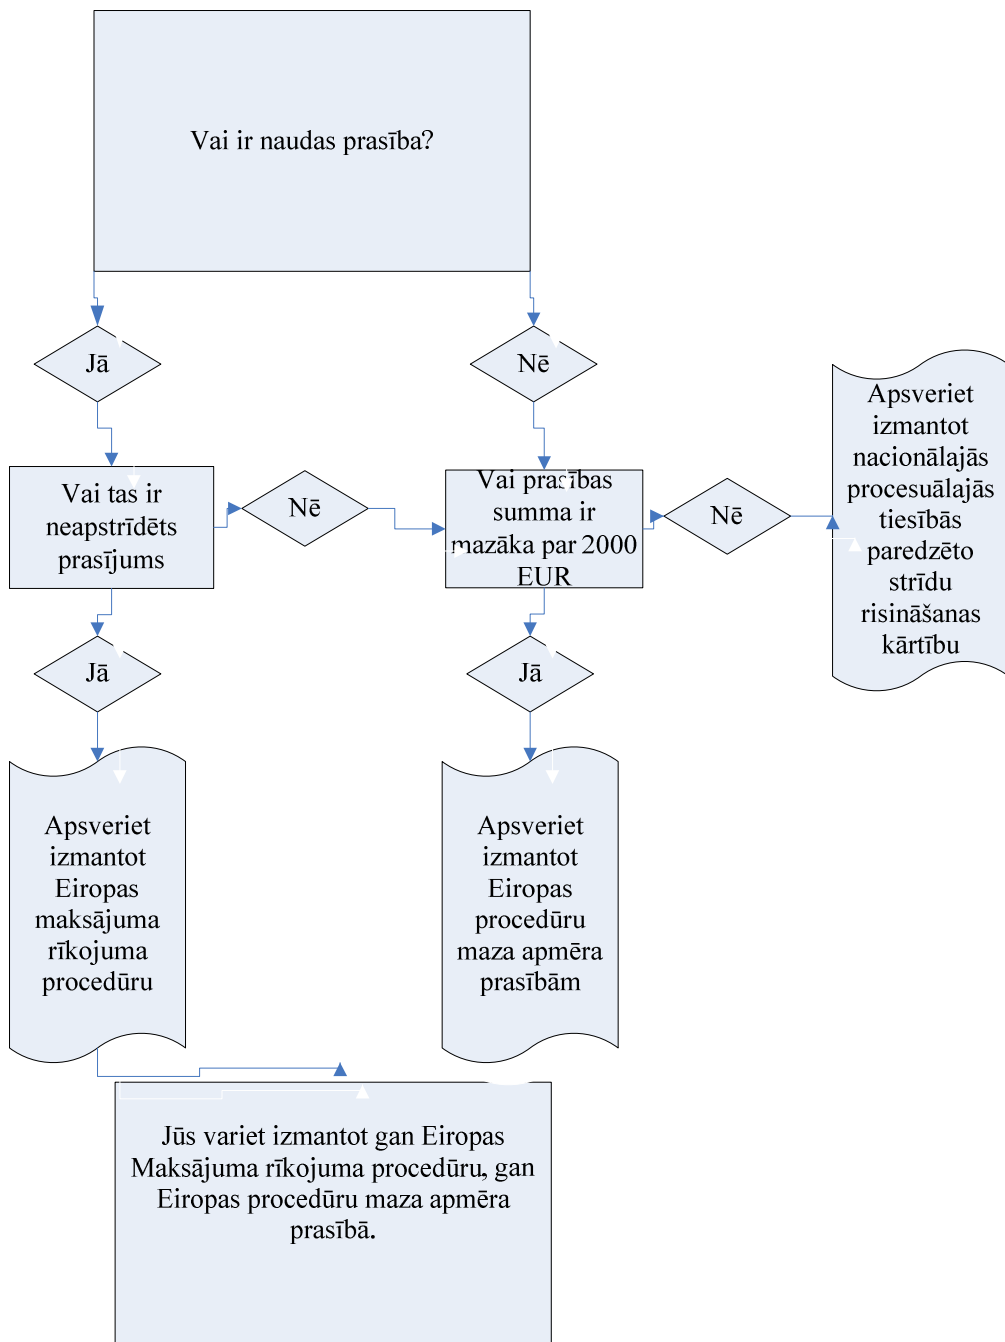 Vai ir naudas prasība?
Jā
Nē
Apsveriet
izmantot
nacionālajās
procesuālajās
tiesībās
paredzēto
strīdu
risināšanas
kārtību
Vai tas ir
neapstrīdēts
prasījums
Nē
Vai prasības
summa ir
mazāka par 2000
EUR
Nē
Jā
Jā
Apsveriet
izmantot
Eiropas
maksājuma
rīkojuma
procedūru
Apsveriet
izmantot
Eiropas
procedūru
maza apmēra
prasībām
Jūs variet izmantot gan Eiropas
Maksājuma rīkojuma procedūru, gan
Eiropas procedūru maza apmēra
prasībā.